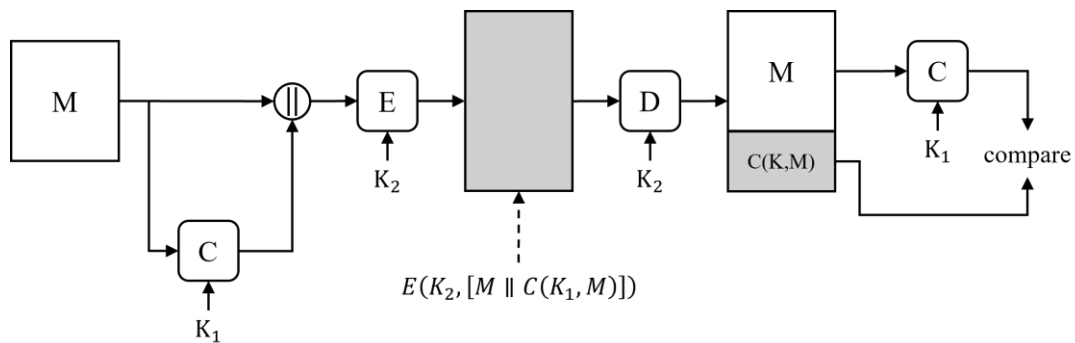 M
||
E
K₂
C
K₁
E(K₂, [M ∥ C(K₁, M)])
D
K₂
M
C(K,M)
C
K₁
compare